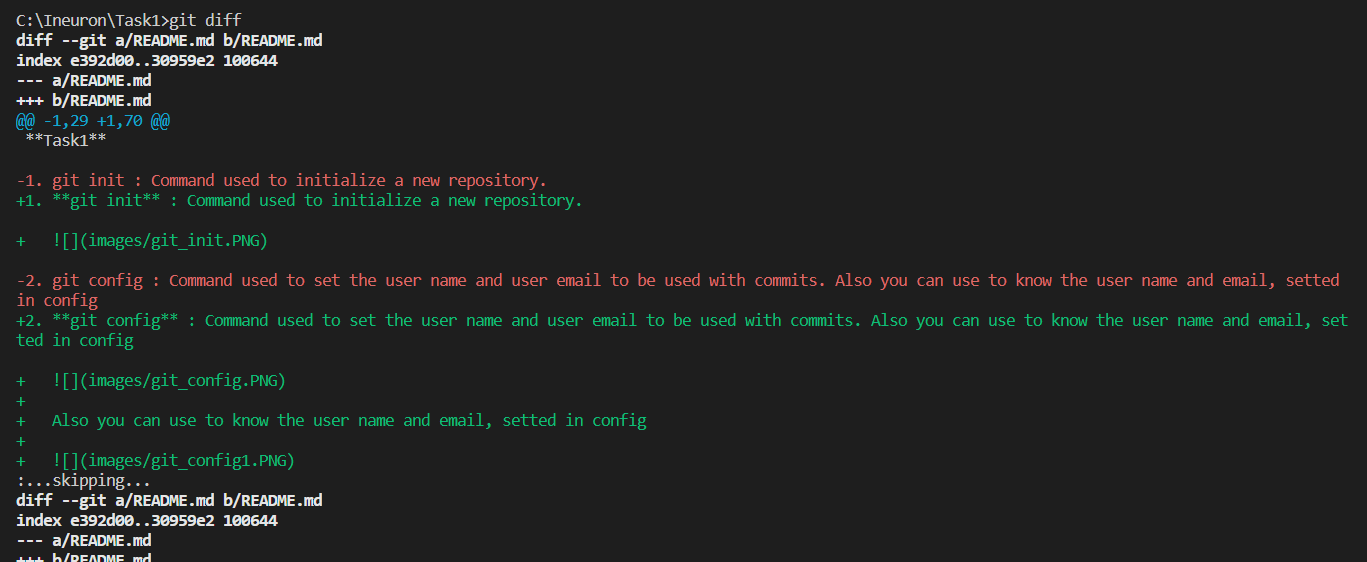 C:\Ineuron\Task1>git diff
diff --git a/README.md b/README.md
index e392d00..30959e2 100644
--- a/README.md
+++ b/README.md
@@ -1,29 +1,70 @@
 **Task1**
-1. git init : Command used to initialize a new repository.
+1. **git init** : Command used to initialize a new repository.
+   ![](images/git_init.PNG)
-2. git config : Command used to set the user name and user email to be used with commits. Also you can use to know the user name and email, setted
in config
+2. **git config** : Command used to set the user name and user email to be used with commits. Also you can use to know the user name and email, set
ted in config
+   ![](images/git_config.PNG)
+
+   Also you can use to know the user name and email, setted in config
+
+   ![](images/git_config1.PNG)
:...skipping...
diff --git a/README.md b/README.md
index e392d00..30959e2 100644
--- a/README.md
+++ b/README.md